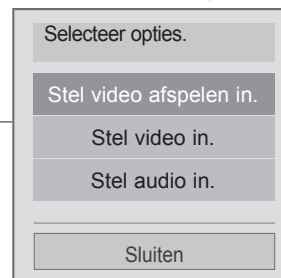 Selecteer opties.
Stel video afspelen in.
Stel video in.
Stel audio in.
Sluiten